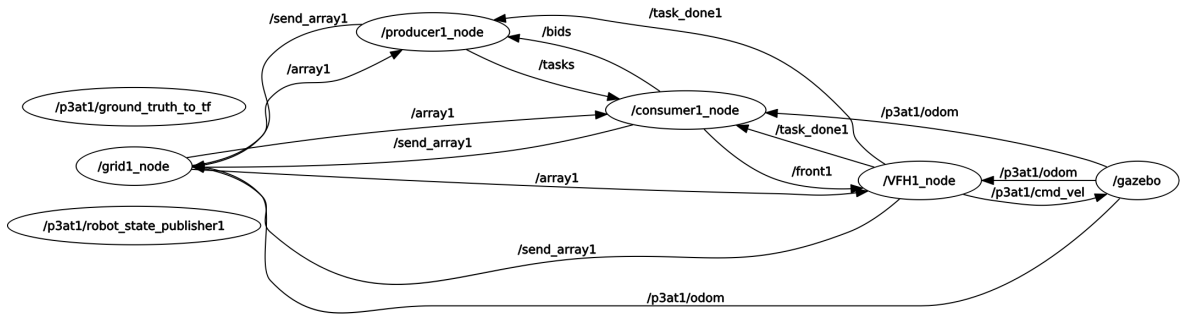 /task_done1
/send_array1
/producer1_node
/bids
/array1
/tasks
/p3at1/ground_truth_to_tf
/consumer1_node
/array1
/p3at1/odom
/task_done1
/send_array1
/grid1_node
/front1
/p3at1/odom
/array1
/VFH1_node
/gazebo
/p3at1/cmd_vel
/p3at1/robot_state_publisher1
/send_array1
/p3at1/odom